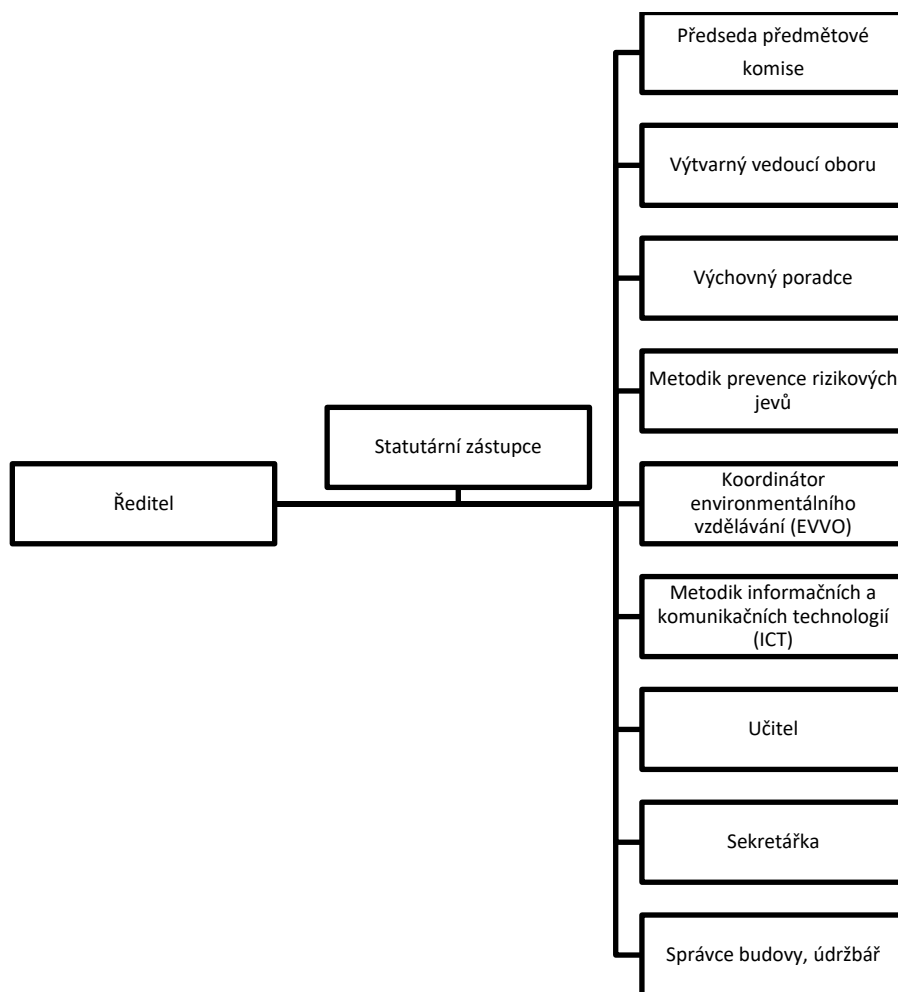 Předseda předmětové
komise
Výtvarný vedoucí oboru
Výchovný poradce
Metodik prevence rizikových
jevů
Statutární zástupce
Ředitel
Koordinátor
environmentálního
vzdělávání (EVVO)
Metodik informačních a
komunikačních technologií
(ICT)
Učitel
Sekretářka
Správce budovy, údržbář